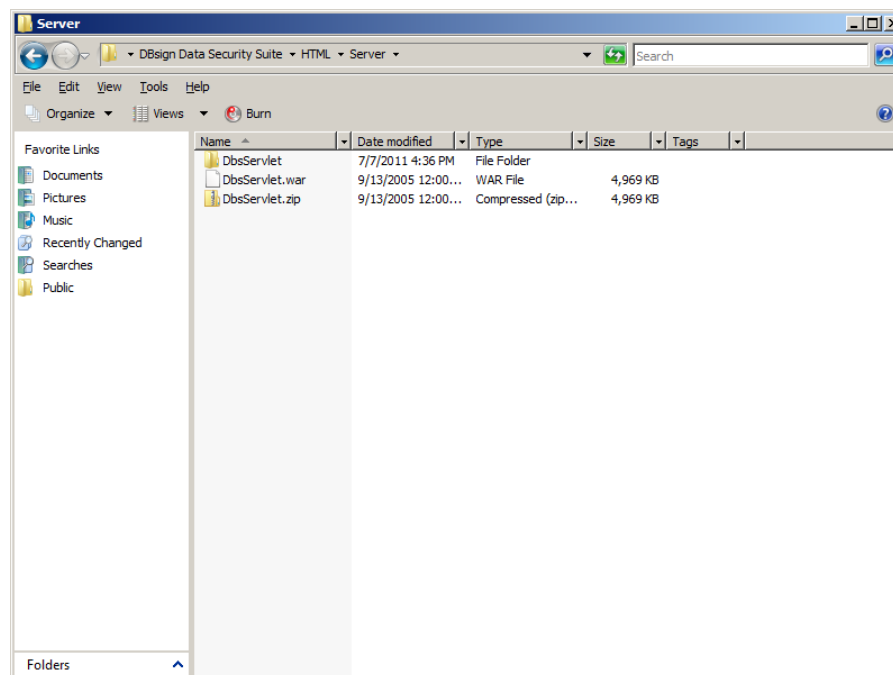 Server
DBsign Data Security Suite HTML Server
Search
File Edit View Tools Help
Organize Views Burn
Favorite Links
Documents
Pictures
Music
Recently Changed
Searches
Public
Name Date modified Type Size Tags
DbsServlet 7/7/2011 4:36 PM File Folder
DbsServlet.war 9/13/2005 12:00... WAR File 4,969 KB
DbsServlet.zip 9/13/2005 12:00... Compressed (zip... 4,969 KB
Folders